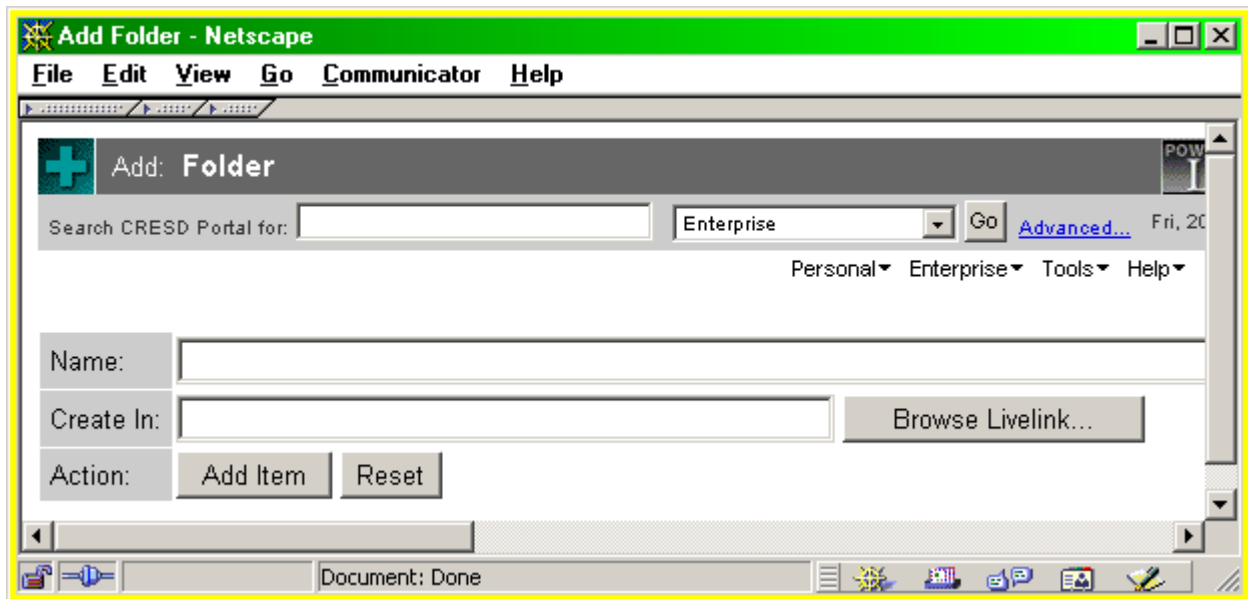 Add Folder - Netscape
File Edit View Go Communicator Help
Add: Folder
POW
Search CRESD Portal for: Enterprise Go Advanced... Fri, 20
Personal Enterprise Tools Help
Name:
Create In: Browse Livelink...
Action: Add Item Reset
Document: Done